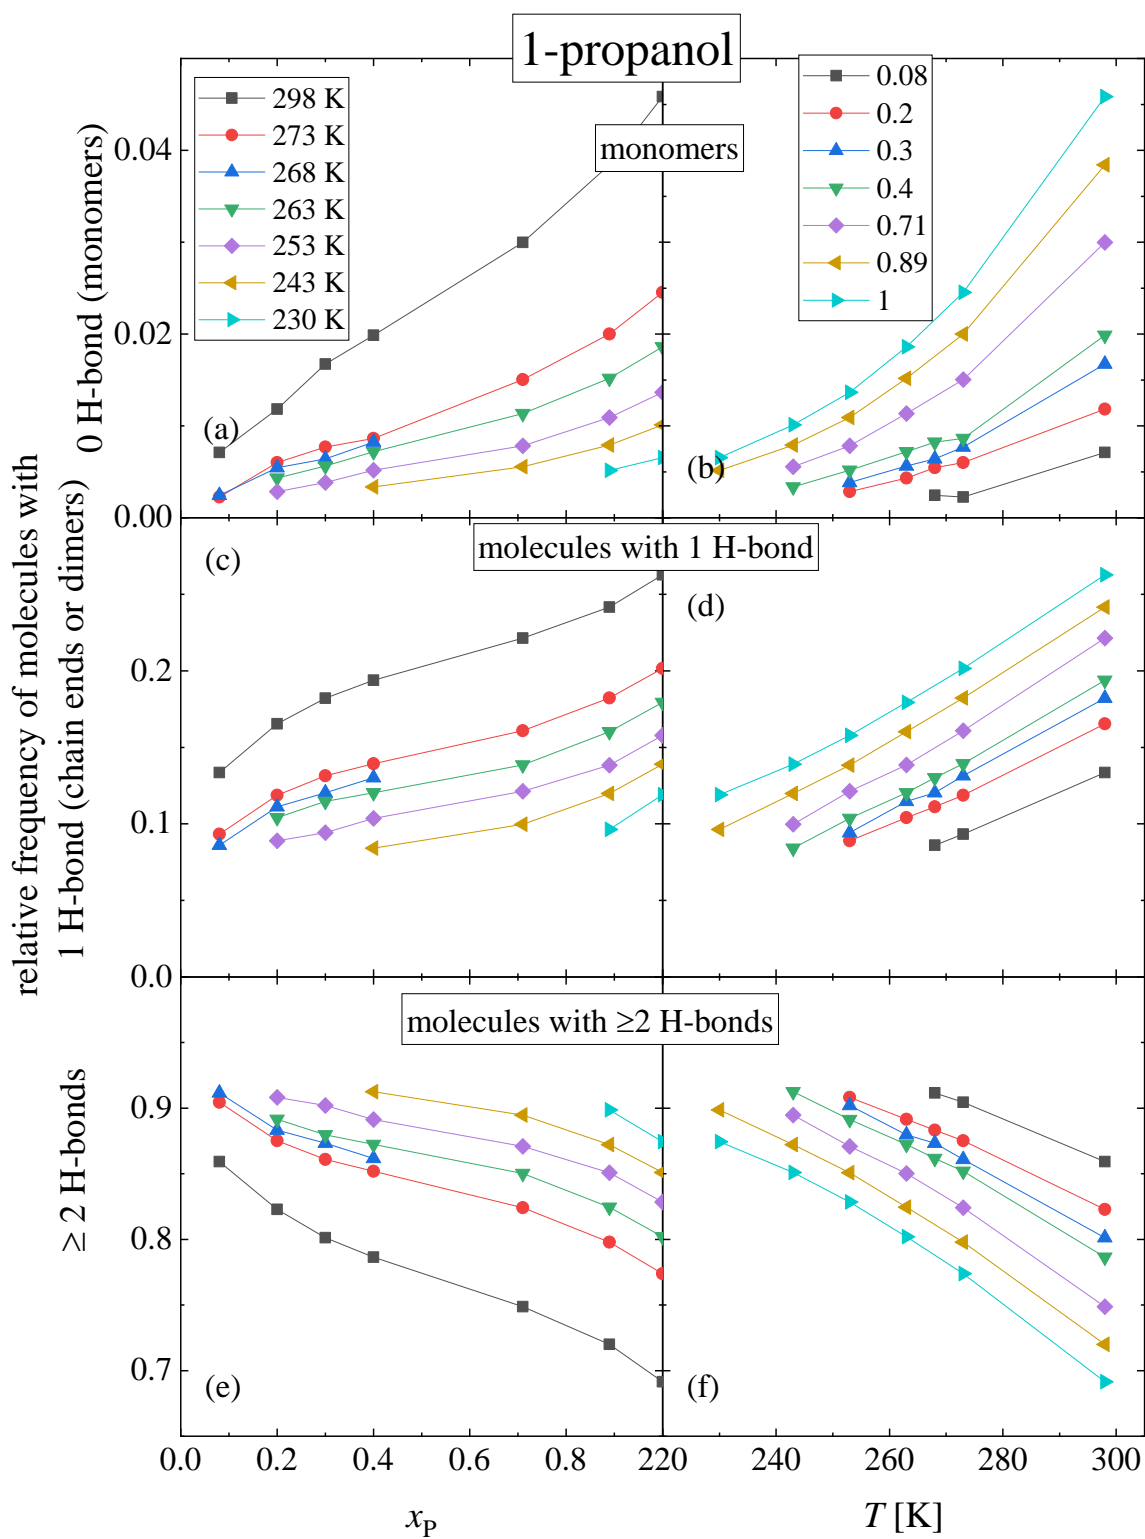 1-propanol
298 K
273 K
268 K
263 K
253 K
243 K
230 K
monomers
0.08
0.2
0.3
0.4
0.71
0.89
1
0.04
0.02
0.00
(a)
(b)
0 H-bond (monomers)
relative frequency of molecules with
1 H-bond (chain ends or dimers)
≥ 2 H-bonds
molecules with 1 H-bond
(c)
(d)
0.2
0.1
0.0
molecules with ≥2 H-bonds
0.9
0.8
0.7
(e)
(f)
0.0 0.2 0.4 0.6 0.8 220 240 260 280 300
xP
T [K]